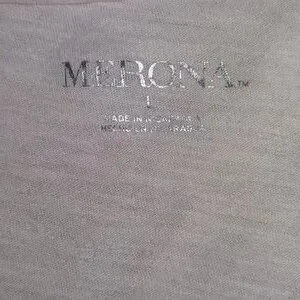 MERONA™
L
MADE IN NICARAGUA
HECHO EN NICARAGUA